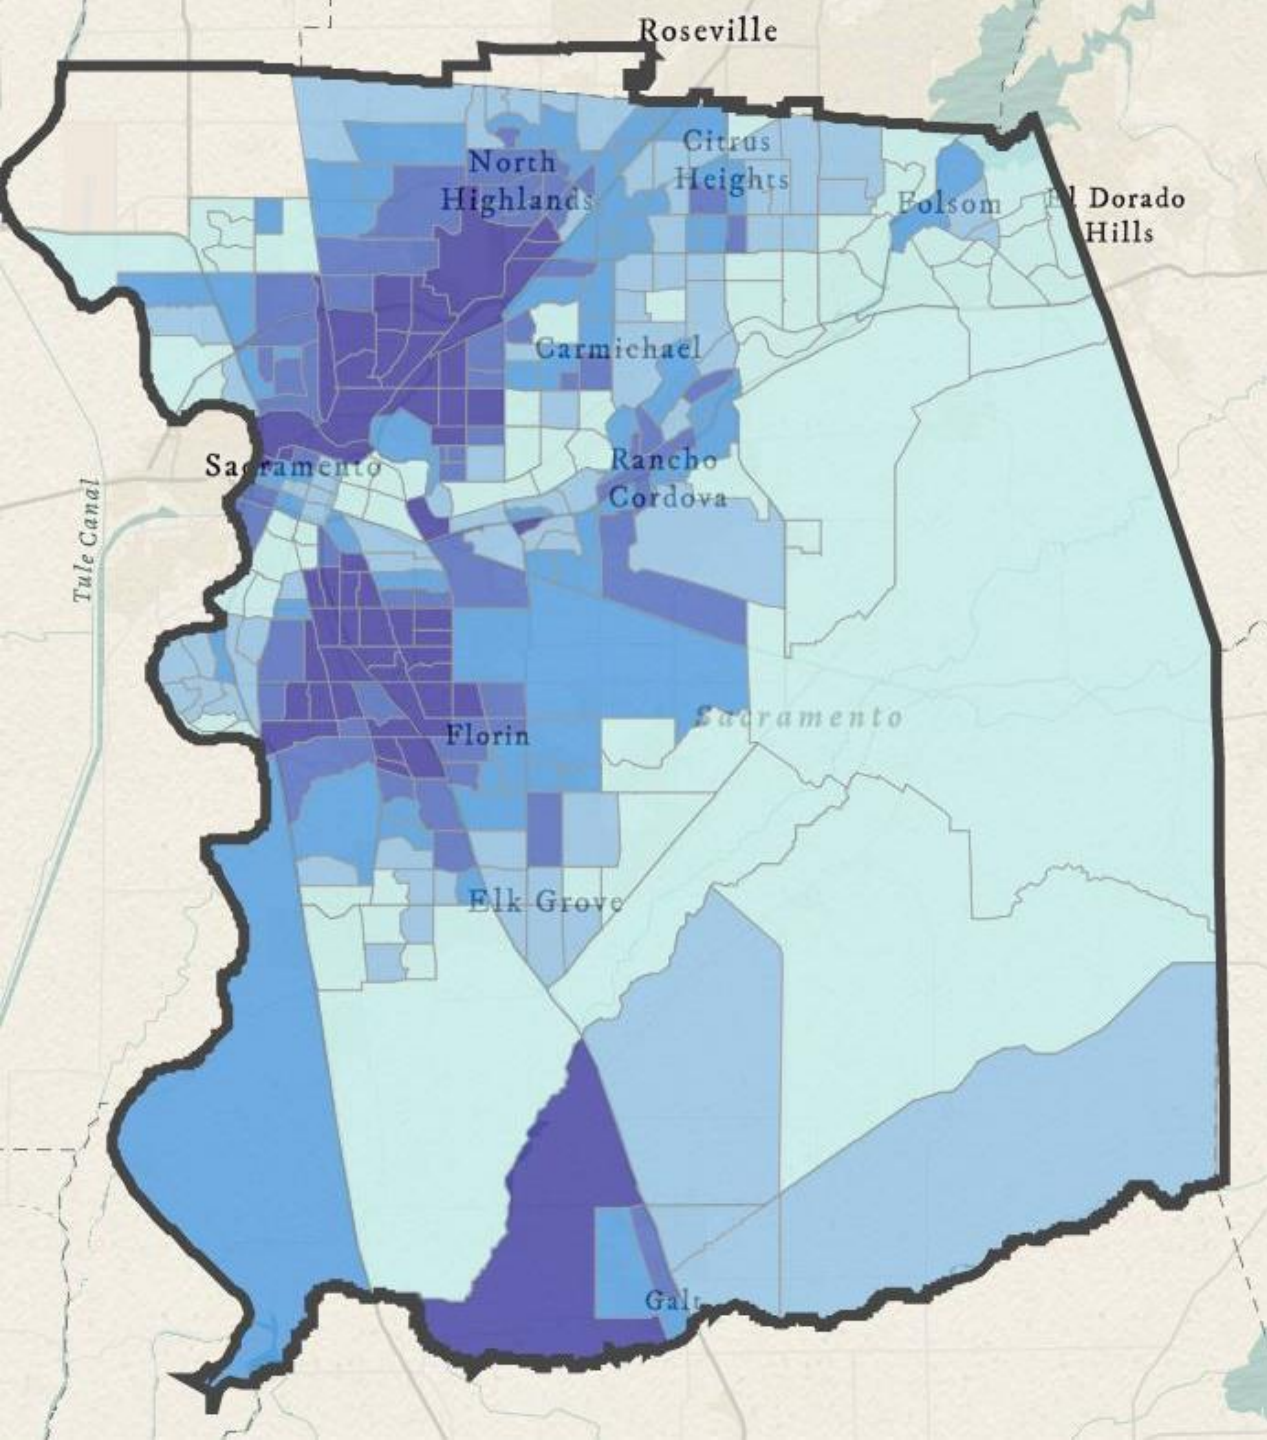 Roseville
Citrus
Heights
North
Highlands
Folsom
El Dorado
Hills
Carmichael
Sacramento
Rancho
Cordova
Tule Canal
Sacramento
Florin
Elk Grove
Galt